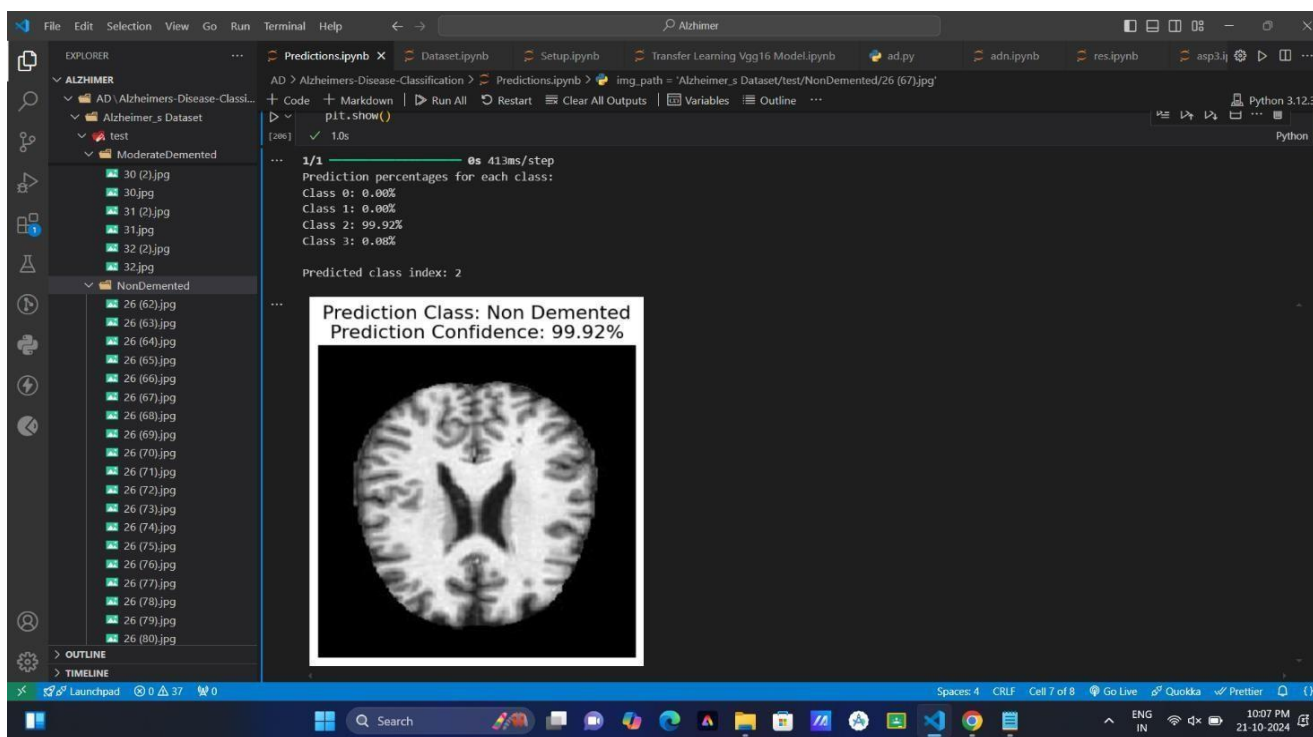 File Edit Selection View Go Run Terminal Help
Alzhimer
EXPLORER
Predictions.ipynb
Dataset.ipynb
Setup.ipynb
Transfer Learning Vgg16 Model.ipynb
ad.py
adn.ipynb
res.ipynb
asp3.i
ALZHIMER
AD \ Alzheimers-Disease-Classi...
Alzheimer_s Dataset
test
ModerateDemented
30 (2).jpg
30.jpg
31 (2).jpg
31.jpg
32 (2).jpg
32.jpg
NonDemented
26 (62).jpg
26 (63).jpg
26 (64).jpg
26 (65).jpg
26 (66).jpg
26 (67).jpg
26 (68).jpg
26 (69).jpg
26 (70).jpg
26 (71).jpg
26 (72).jpg
26 (73).jpg
26 (74).jpg
26 (75).jpg
26 (76).jpg
26 (77).jpg
26 (78).jpg
26 (79).jpg
26 (80).jpg
OUTLINE
TIMELINE
AD > Alzheimers-Disease-Classification > Predictions.ipynb > img_path = 'Alzheimer_s Dataset/test/NonDemented/26 (67).jpg'
+ Code + Markdown | Run All Restart Clear All Outputs | Variables Outline ...
Python 3.12.3
plt.show()
[206] ✓ 1.0s
Python
1/1 ━━━━━━━━━━ 0s 413ms/step
Prediction percentages for each class:
Class 0: 0.00%
Class 1: 0.00%
Class 2: 99.92%
Class 3: 0.08%
Predicted class index: 2
Prediction Class: Non Demented
Prediction Confidence: 99.92%
Launchpad 0 37 0
Spaces: 4 CRLF Cell 7 of 8 Go Live Quokka Prettier
Search
ENG
IN
10:07 PM
21-10-2024